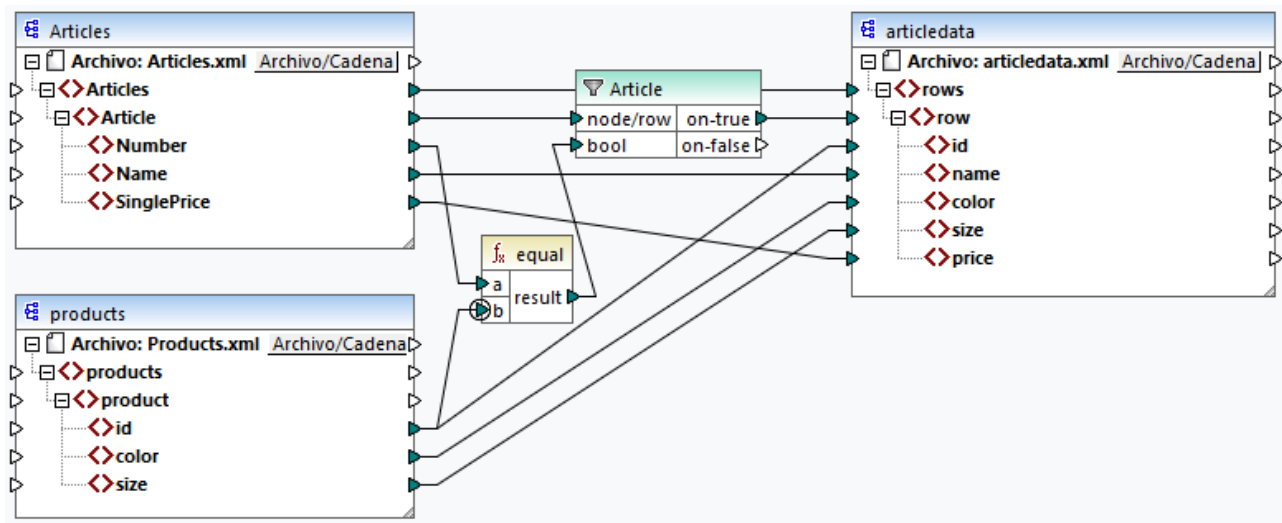 Articles
Archivo: Articles.xml Archivo/Cadena
Articles
Article
Number
Name
SinglePrice
Article
node/row on-true
bool on-false
articledata
Archivo: articledata.xml Archivo/Cadena
rows
row
id
name
color
size
price
fx equal
a
b
result
products
Archivo: Products.xml Archivo/Cadena
products
product
id
color
size